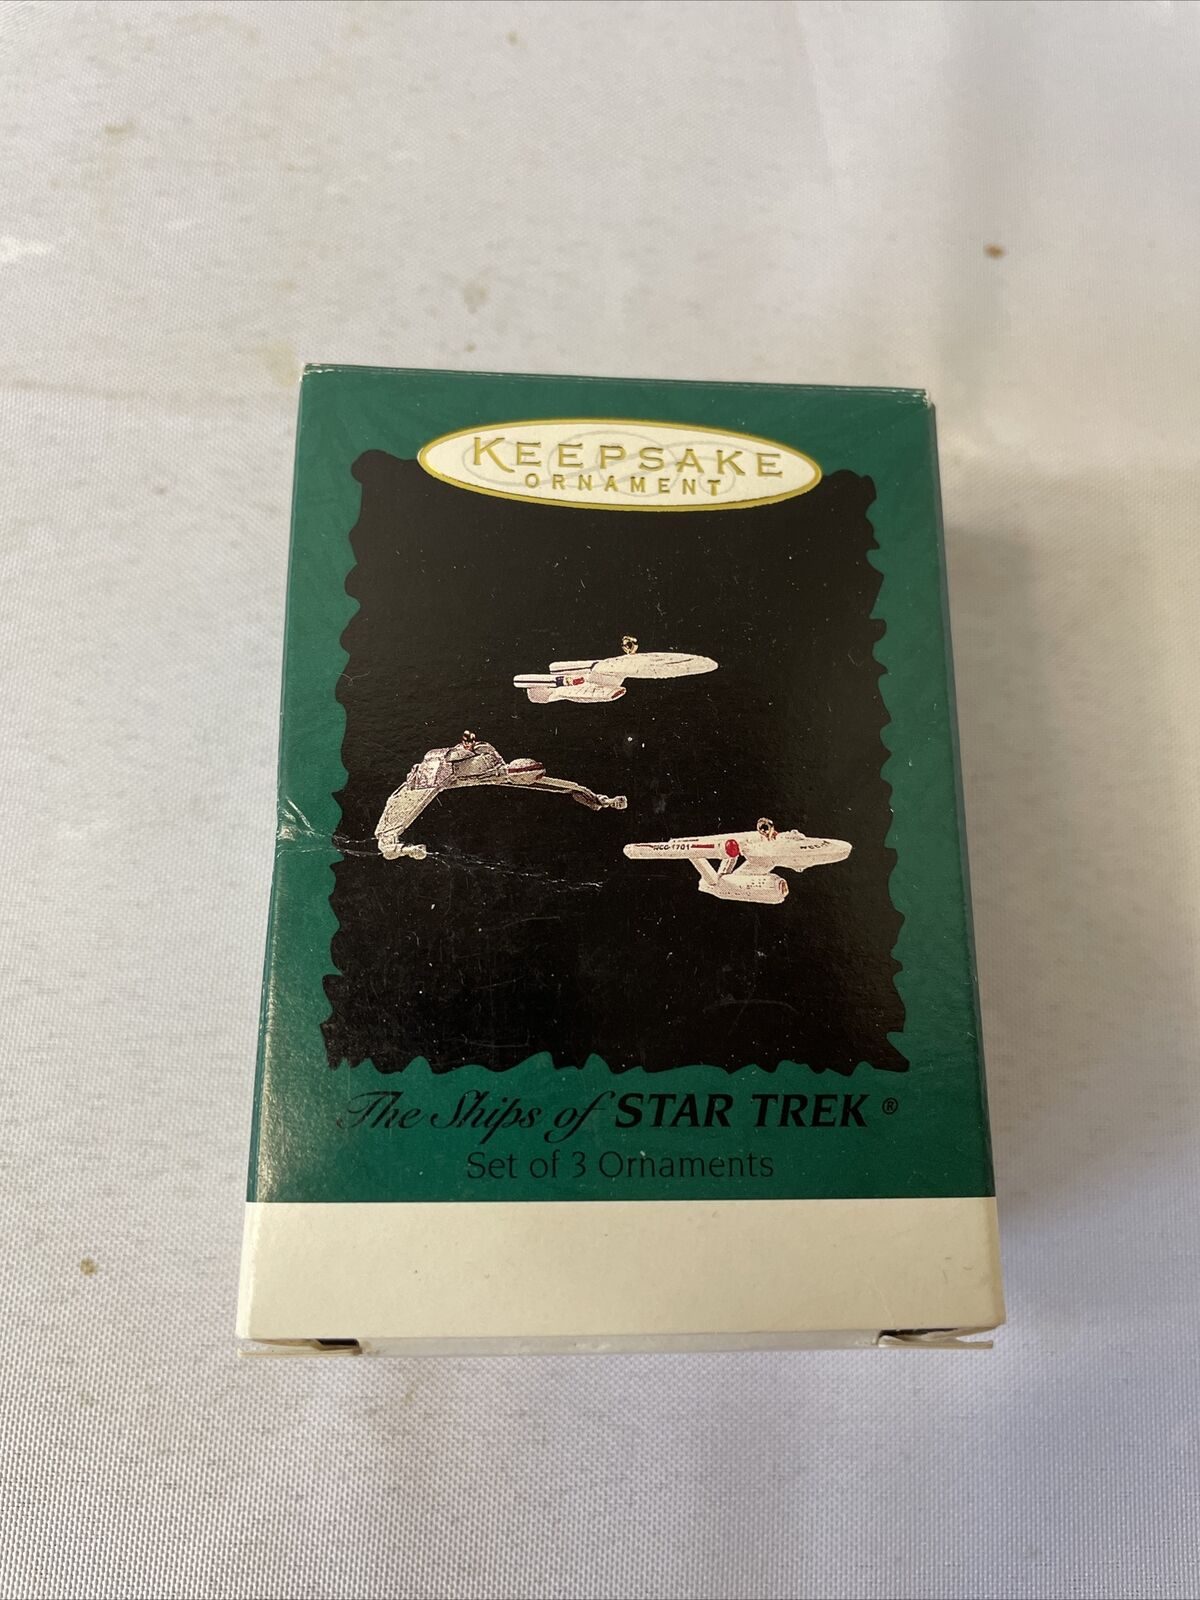 KEEPSAKE
ORNAMENT
NCC-1701
The Ships of STAR TREK ®
Set of 3 Ornaments